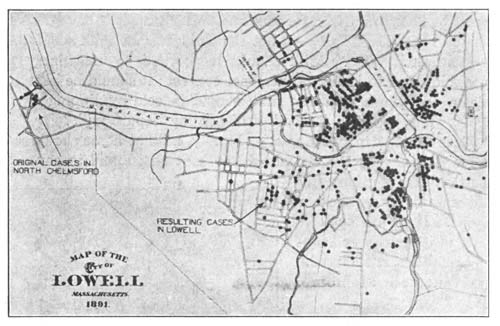 MERRIMACK RIVER
ORIGINAL CASES IN
NORTH CHELMSFORD
RESULTING CASES
IN LOWELL
MAP OF THE
CITY OF
LOWELL
MASSACHUSETTS.
1891.